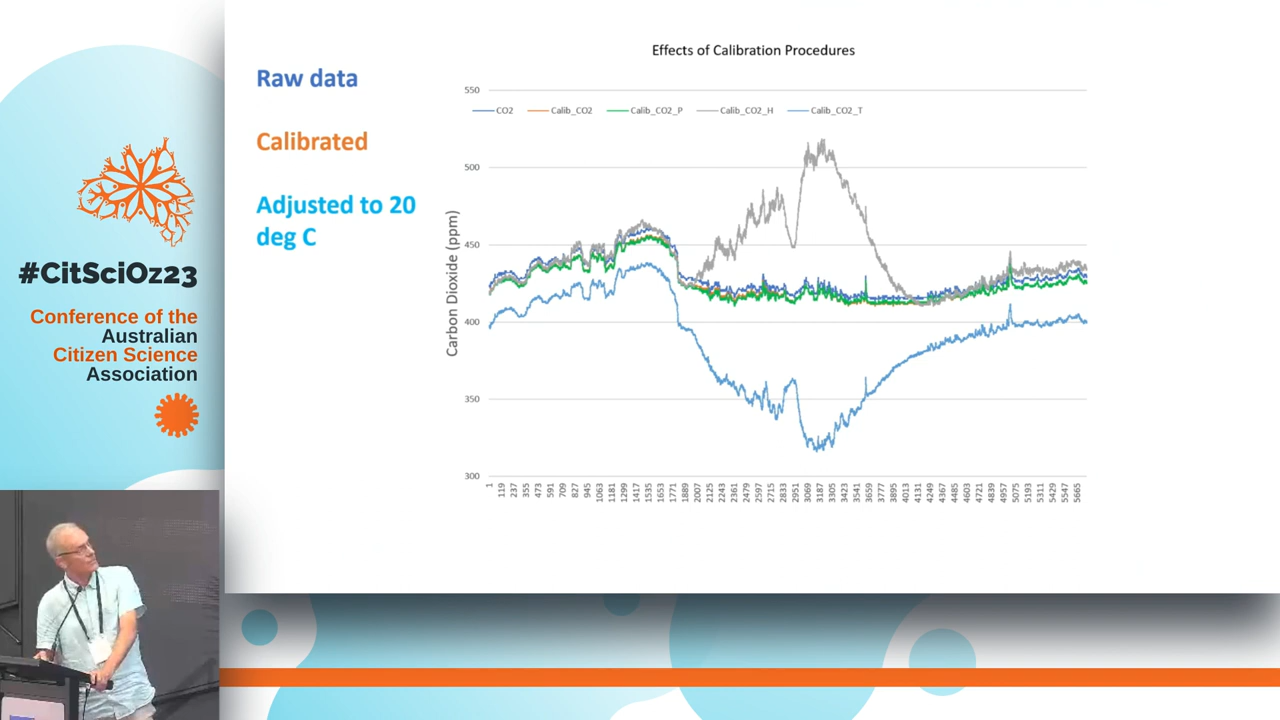 #CitSciOz23
Conference of the
Australian
Citizen Science
Association
Raw data
Calibrated
Adjusted to 20
deg C
Effects of Calibration Procedures
CO2 Calib_CO2 Calib_CO2_P Calib_CO2_H Calib_CO2_T
Carbon Dioxide (ppm)
550
500
450
400
350
300
1 119 237 355 473 591 709 827 945 1063 1181 1299 1417 1535 1653 1771 1889 2007 2125 2243 2361 2479 2597 2715 2833 2951 3069 3187 3305 3423 3541 3659 3777 3895 4013 4131 4249 4367 4485 4603 4721 4839 4957 5075 5193 5311 5429 5547 5665